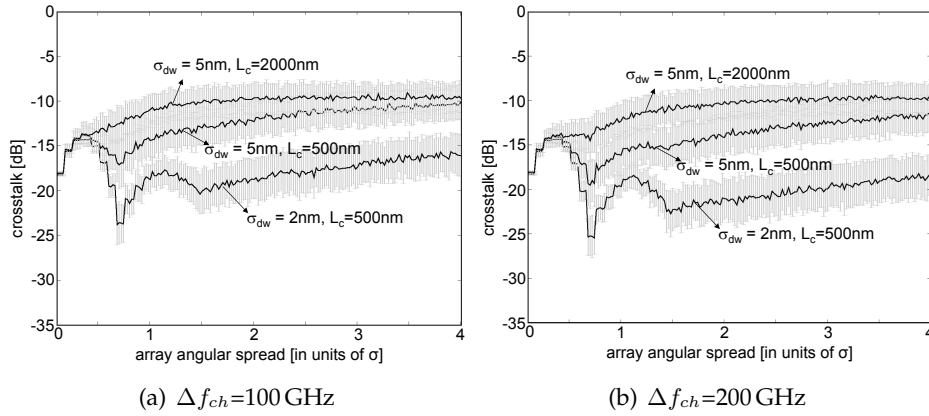 0
-5
-10
-15
-20
-25
-30
-35
crosstalk [dB]
σdw = 5nm, Lc=2000nm
σdw = 5nm, Lc=500nm
σdw = 2nm, Lc=500nm
0 1 2 3 4
array angular spread [in units of σ]
(a) Δfch=100 GHz
0
-5
-10
-15
-20
-25
-30
-35
crosstalk [dB]
σdw = 5nm, Lc=2000nm
σdw = 5nm, Lc=500nm
σdw = 2nm, Lc=500nm
0 1 2 3 4
array angular spread [in units of σ]
(b) Δfch=200 GHz